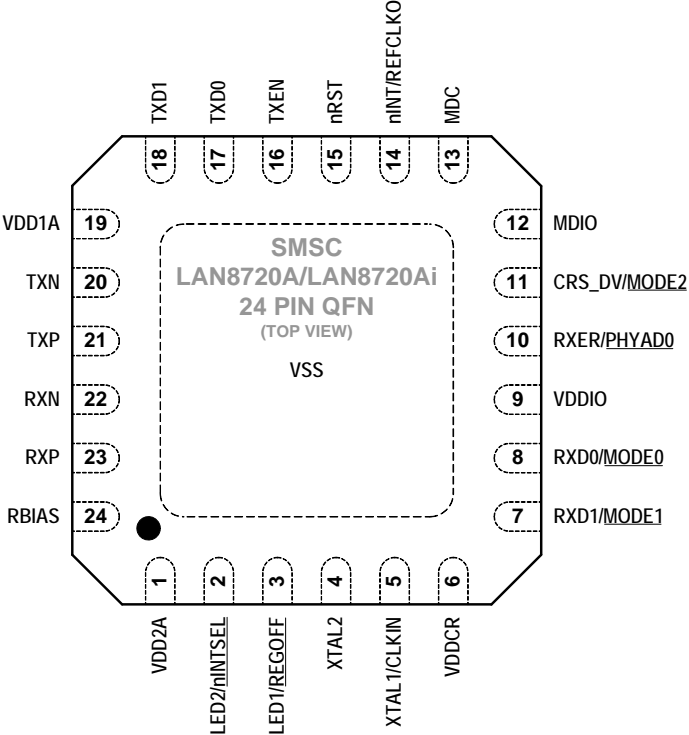 TXD1
TXD0
TXEN
nRST
nINT/REFCLKO
MDC
18
17
16
15
14
13
VDD1A 19
TXN 20
TXP 21
RXN 22
RXP 23
RBIAS 24
SMSC
LAN8720A/LAN8720Ai
24 PIN QFN
(TOP VIEW)
VSS
12 MDIO
11 CRS_DV/MODE2
10 RXER/PHYAD0
9 VDDIO
8 RXD0/MODE0
7 RXD1/MODE1
1
2
3
4
5
6
VDD2A
LED2/nINTSEL
LED1/REGOFF
XTAL2
XTAL1/CLKIN
VDDCR